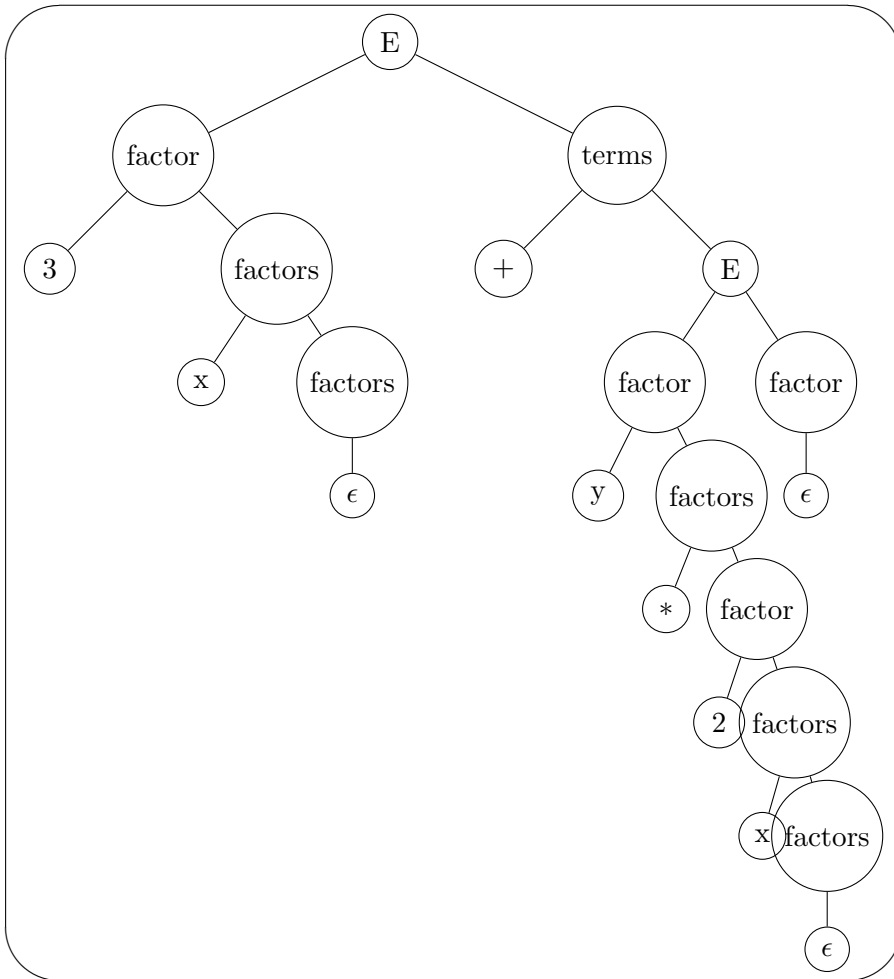 E
factor terms
3 factors + E
x factors factor factor
ϵ y factors ϵ
* factor
2 factors
x factors
ϵ